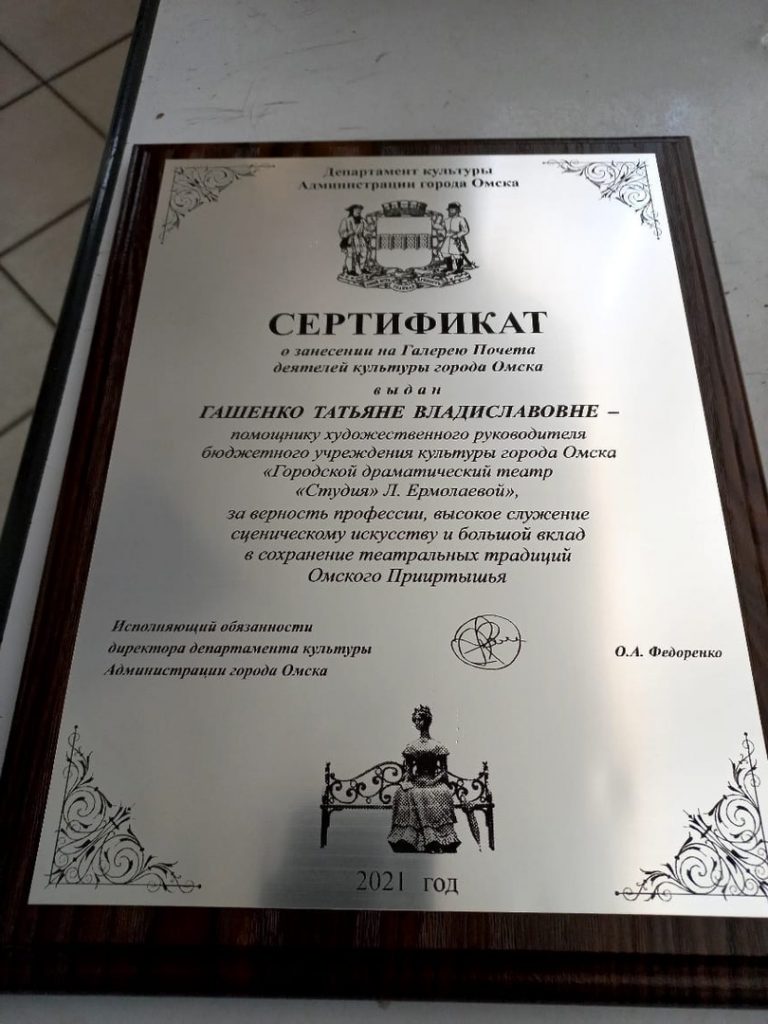 Департамент культуры
Администрации города Омска
СЕРТИФИКАТ
о занесении на Галерею Почета
деятелей культуры города Омска
выдан
ГАШЕНКО ТАТЬЯНЕ ВЛАДИСЛАВОВНЕ –
помощнику художественного руководителя
бюджетного учреждения культуры города Омска
«Городской драматический театр
«Студия» Л. Ермолаевой»,
за верность профессии, высокое служение
сценическому искусству и большой вклад
в сохранение театральных традиций
Омского Прииртышья
Исполняющий обязанности
директора департамента культуры
Администрации города Омска
О.А. Федоренко
2021 год